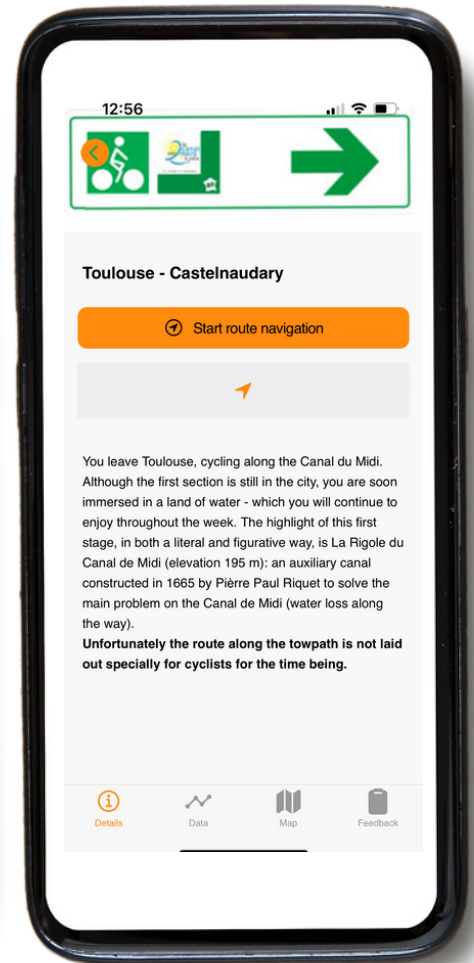 12:56
Toulouse - Castelnaudary
Start route navigation
You leave Toulouse, cycling along the Canal du Midi.
Although the first section is still in the city, you are soon
immersed in a land of water - which you will continue to
enjoy throughout the week. The highlight of this first
stage, in both a literal and figurative way, is La Rigole du
Canal de Midi (elevation 195 m): an auxiliary canal
constructed in 1665 by Pièrre Paul Riquet to solve the
main problem on the Canal de Midi (water loss along
the way).
Unfortunately the route along the towpath is not laid
out specially for cyclists for the time being.
Details
Data
Map
Feedback